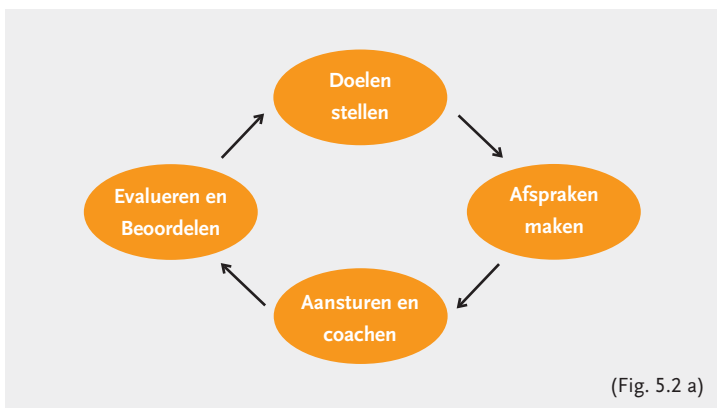 Doelen
stellen
Afspraken
maken
Aansturen en
coachen
Evalueren en
Beoordelen
(Fig. 5.2 a)